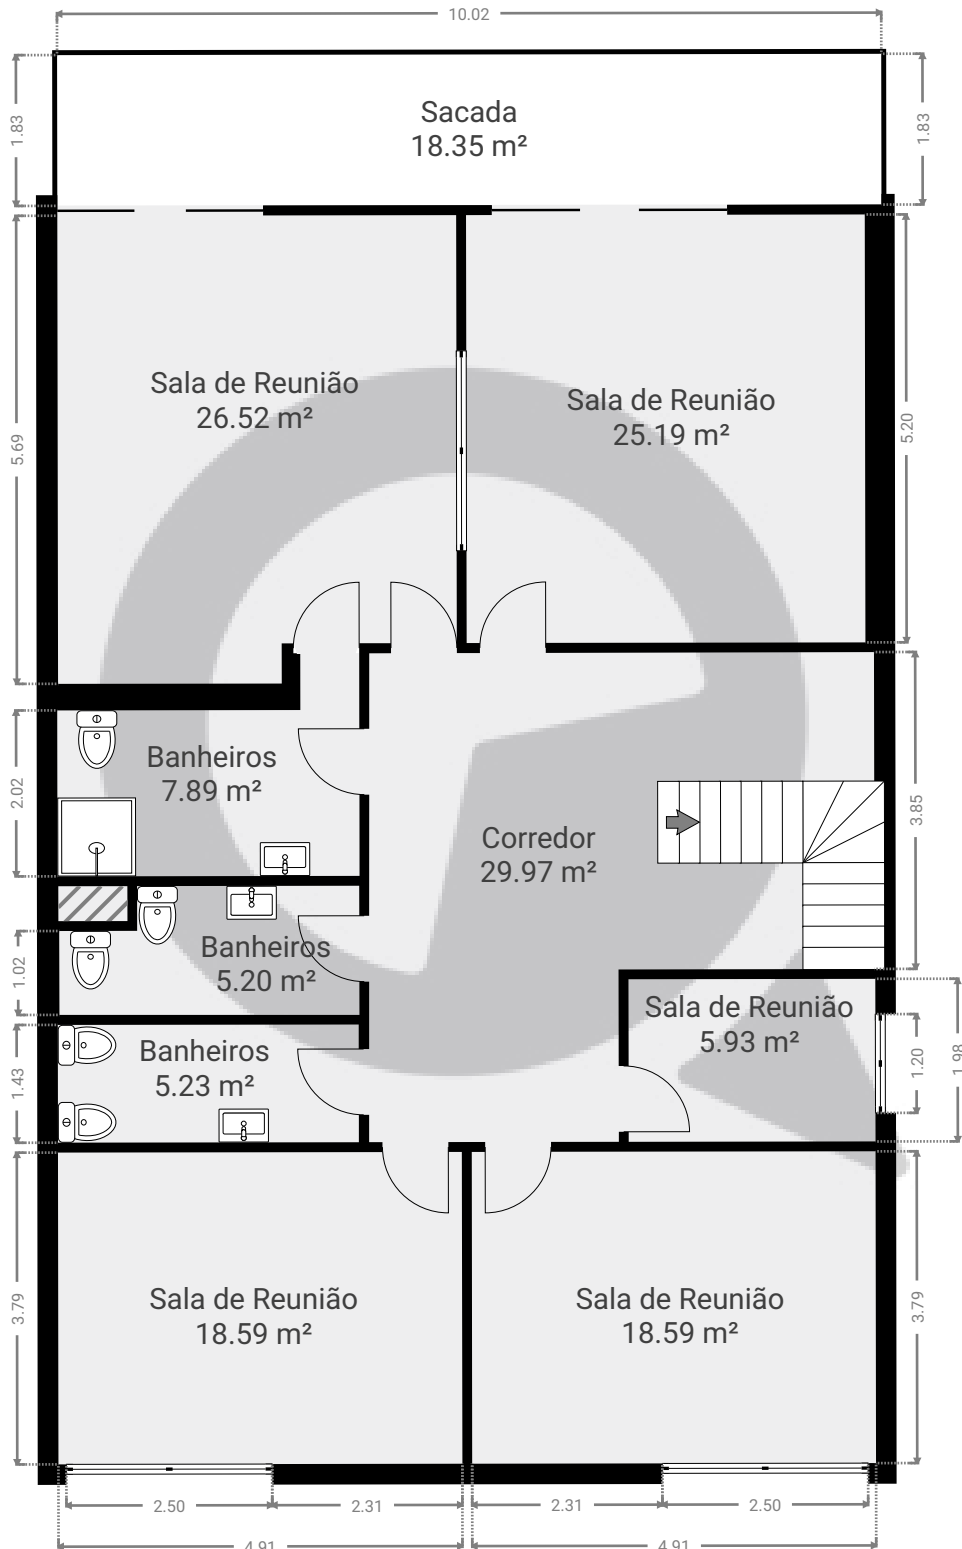 10.02
Sacada
18.35 m²
1.83
1.83
Sala de Reunião
26.52 m²
Sala de Reunião
25.19 m²
5.69
5.20
Banheiros
7.89 m²
2.02
Corredor
29.97 m²
3.85
Banheiros
5.20 m²
1.02
Sala de Reunião
5.93 m²
1.20
1.98
Banheiros
5.23 m²
1.43
Sala de Reunião
18.59 m²
Sala de Reunião
18.59 m²
3.79
3.79
2.50
2.31
2.31
2.50
4.91
4.91